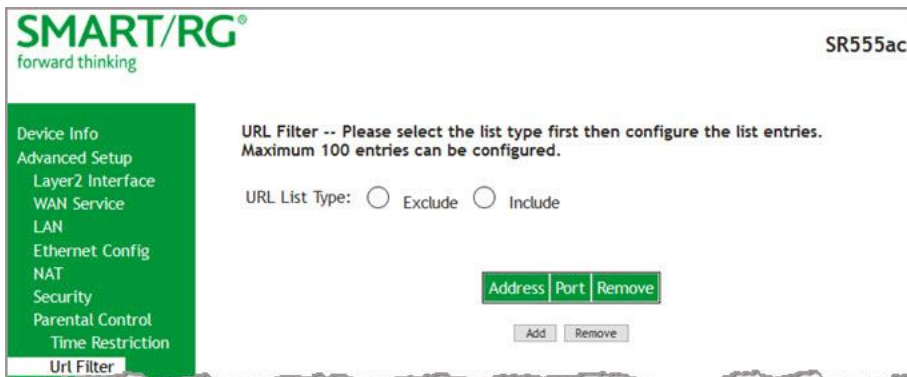 SMART/RG®
forward thinking
SR555ac
Device Info
Advanced Setup
Layer2 Interface
WAN Service
LAN
Ethernet Config
NAT
Security
Parental Control
Time Restriction
Url Filter
URL Filter -- Please select the list type first then configure the list entries.
Maximum 100 entries can be configured.
URL List Type: Exclude Include
Address Port Remove
Add Remove